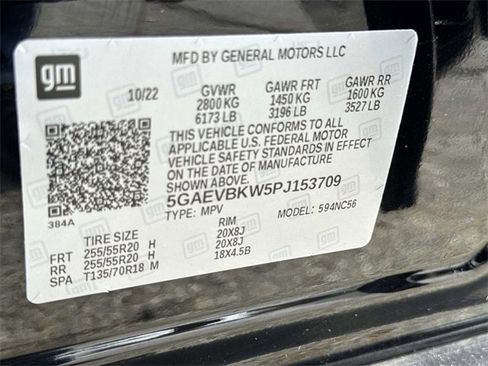 gm
MFD BY GENERAL MOTORS LLC
10/22 GVWR GAWR FRT GAWR RR
2800 KG 1450 KG 1600 KG
6173 LB 3196 LB 3527 LB
THIS VEHICLE CONFORMS TO ALL
APPLICABLE U.S. FEDERAL MOTOR
VEHICLE SAFETY STANDARDS IN EFFECT
ON THE DATE OF MANUFACTURE
SHOWN ABOVE.
384A
5GAEVBKW5PJ153709
TYPE: MPV MODEL: 594NC56
TIRE SIZE RIM
FRT 255/55R20 H 20X8J
RR 255/55R20 H 20X8J
SPA T135/70R18 M 18X4.5B